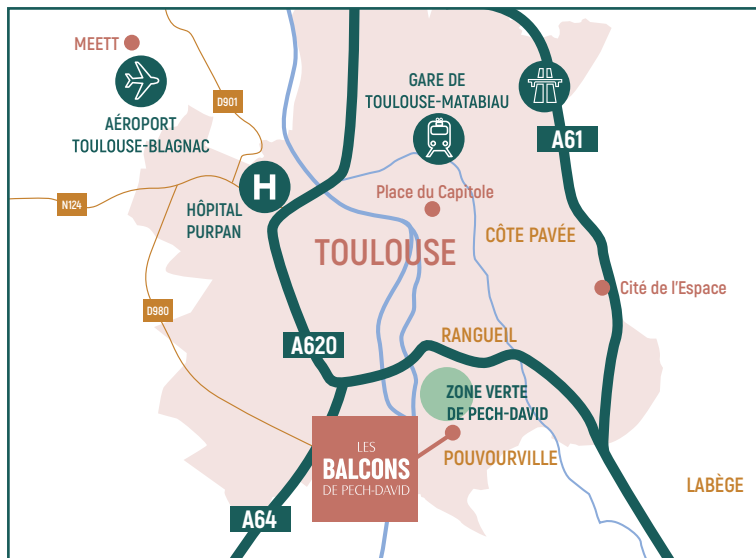 MEETT
D901
AÉROPORT
TOULOUSE-BLAGNAC
GARE DE
TOULOUSE-MATABIAU
A61
N124
H
HÔPITAL
PURPAN
Place du Capitole
CÔTE PAVÉE
TOULOUSE
Cité de l'Espace
D980
A620
RANGUEIL
ZONE VERTE
DE PECH-DAVID
LES
BALCONS
DE PECH-DAVID
POUVOURVILLE
LABÈGE
A64